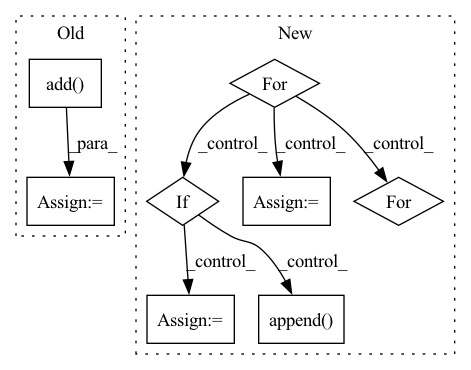 Old
New
add()
For
_para_
_control_
_control_
_control_
Assign:=
If
Assign:=
For
_control_
_control_
Assign:=
append()